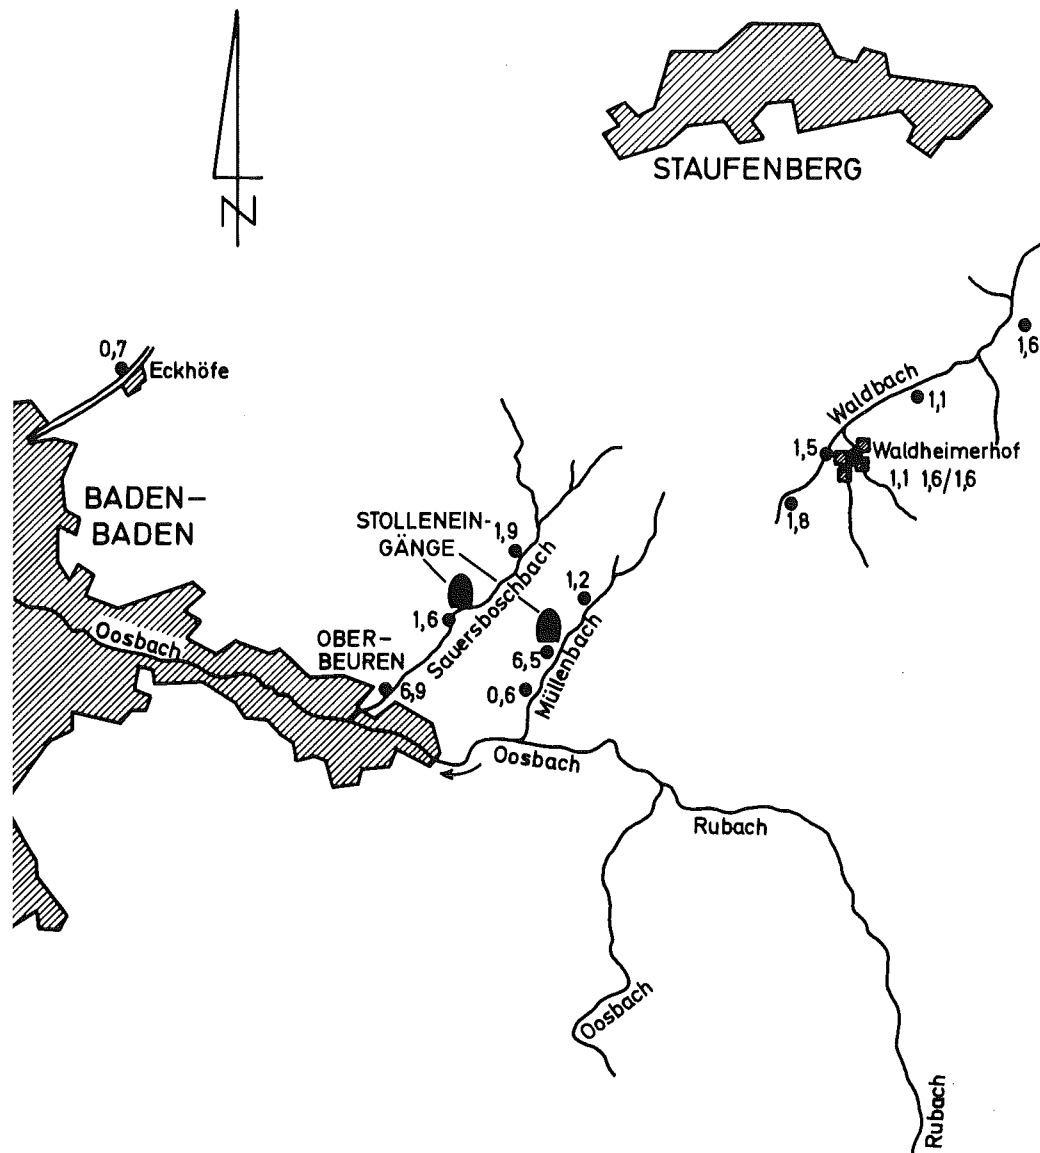 STAUFENBERG
N
0,7
Eckhöfe
1,6
Waldbach
1,1
1,5
Waldheimerhof
1,1 1,6/1,6
1,8
BADEN-
BADEN
STOLLENEIN-
GÄNGE
1,9
Sauersboschbach
1,6
1,2
OBER-
BEUREN
6,9
6,5
0,6
Müllenbach
Oosbach
Oosbach
Rubach
Oosbach
Rubach